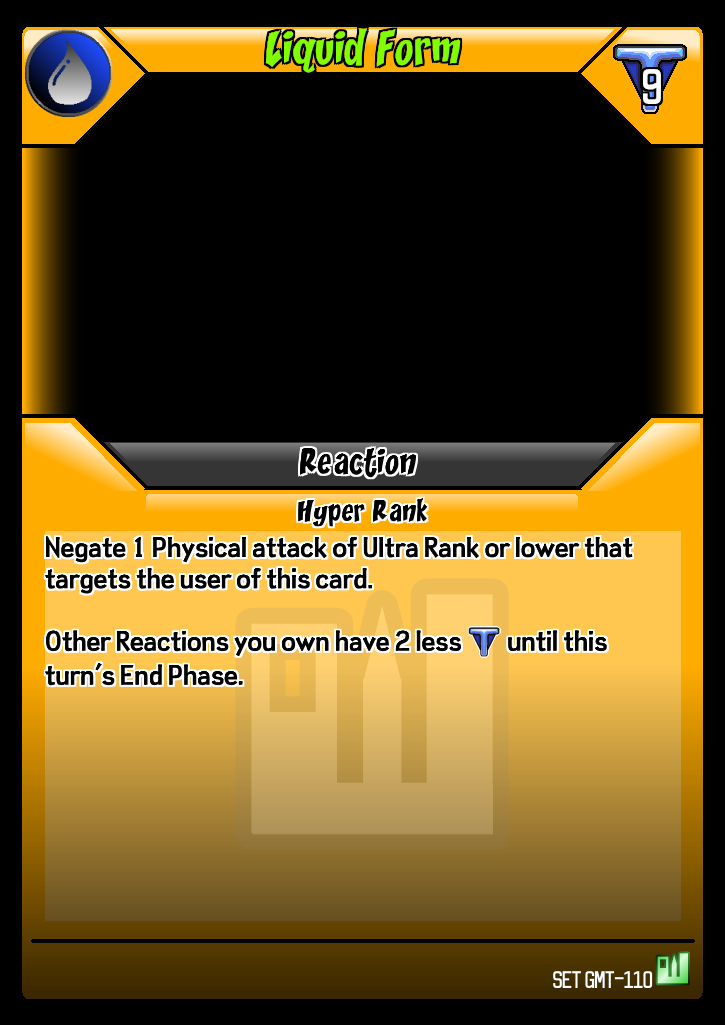 Liquid Form
9
Reaction
Hyper Rank
Negate 1 Physical attack of Ultra Rank or lower that
targets the user of this card.
Other Reactions you own have 2 less T until this
turn's End Phase.
SET GMT-110